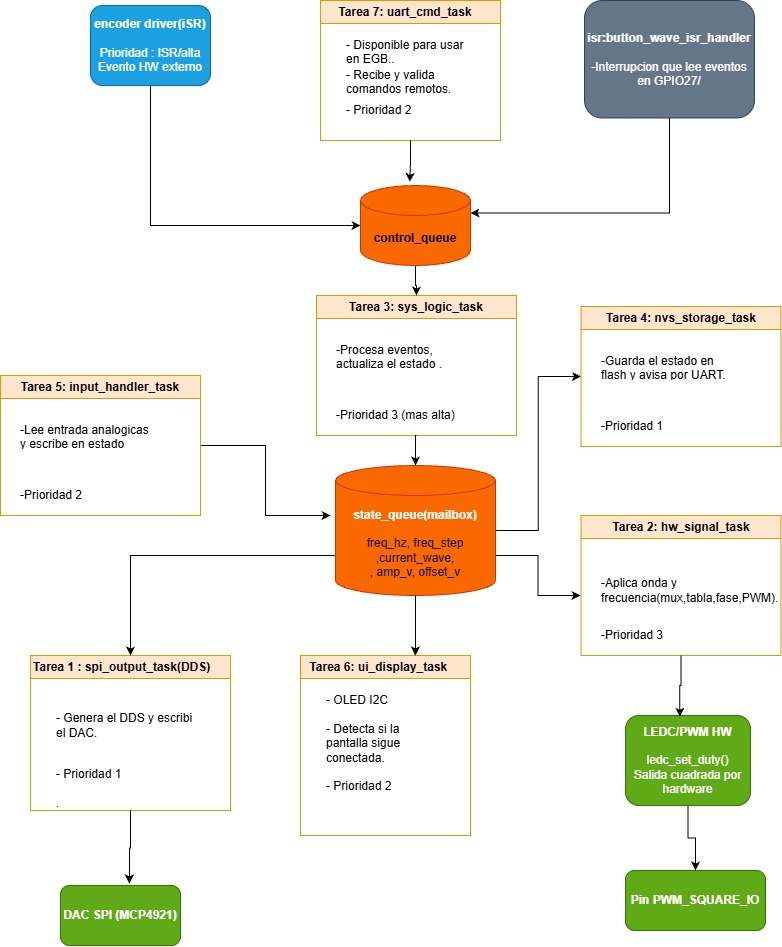 encoder driver(iSR)
Prioridad : ISR/alta
Evento HW externo
Tarea 7: uart_cmd_task
- Disponible para usar
en EGB..
- Recibe y valida
comandos remotos.
- Prioridad 2
isr:button_wave_isr_handler
-Interrupcion que lee eventos
en GPIO27/
control_queue
Tarea 3: sys_logic_task
-Procesa eventos,
actualiza el estado .
-Prioridad 3 (mas alta)
Tarea 4: nvs_storage_task
-Guarda el estado en
flash y avisa por UART.
-Prioridad 1
Tarea 5: input_handler_task
-Lee entrada analogicas
y escribe en estado
-Prioridad 2
state_queue(mailbox)
freq_hz, freq_step
,current_wave,
, amp_v, offset_v
Tarea 2: hw_signal_task
-Aplica onda y
frecuencia(mux,tabla,fase,PWM).
-Prioridad 3
Tarea 1 : spi_output_task(DDS)
- Genera el DDS y escribi
el DAC.
- Prioridad 1
.
Tarea 6: ui_display_task
- OLED I2C
- Detecta si la
pantalla sigue
conectada.
- Prioridad 2
LEDC/PWM HW
ledc_set_duty()
Salida cuadrada por
hardware
DAC SPI (MCP4921)
Pin PWM_SQUARE_IO